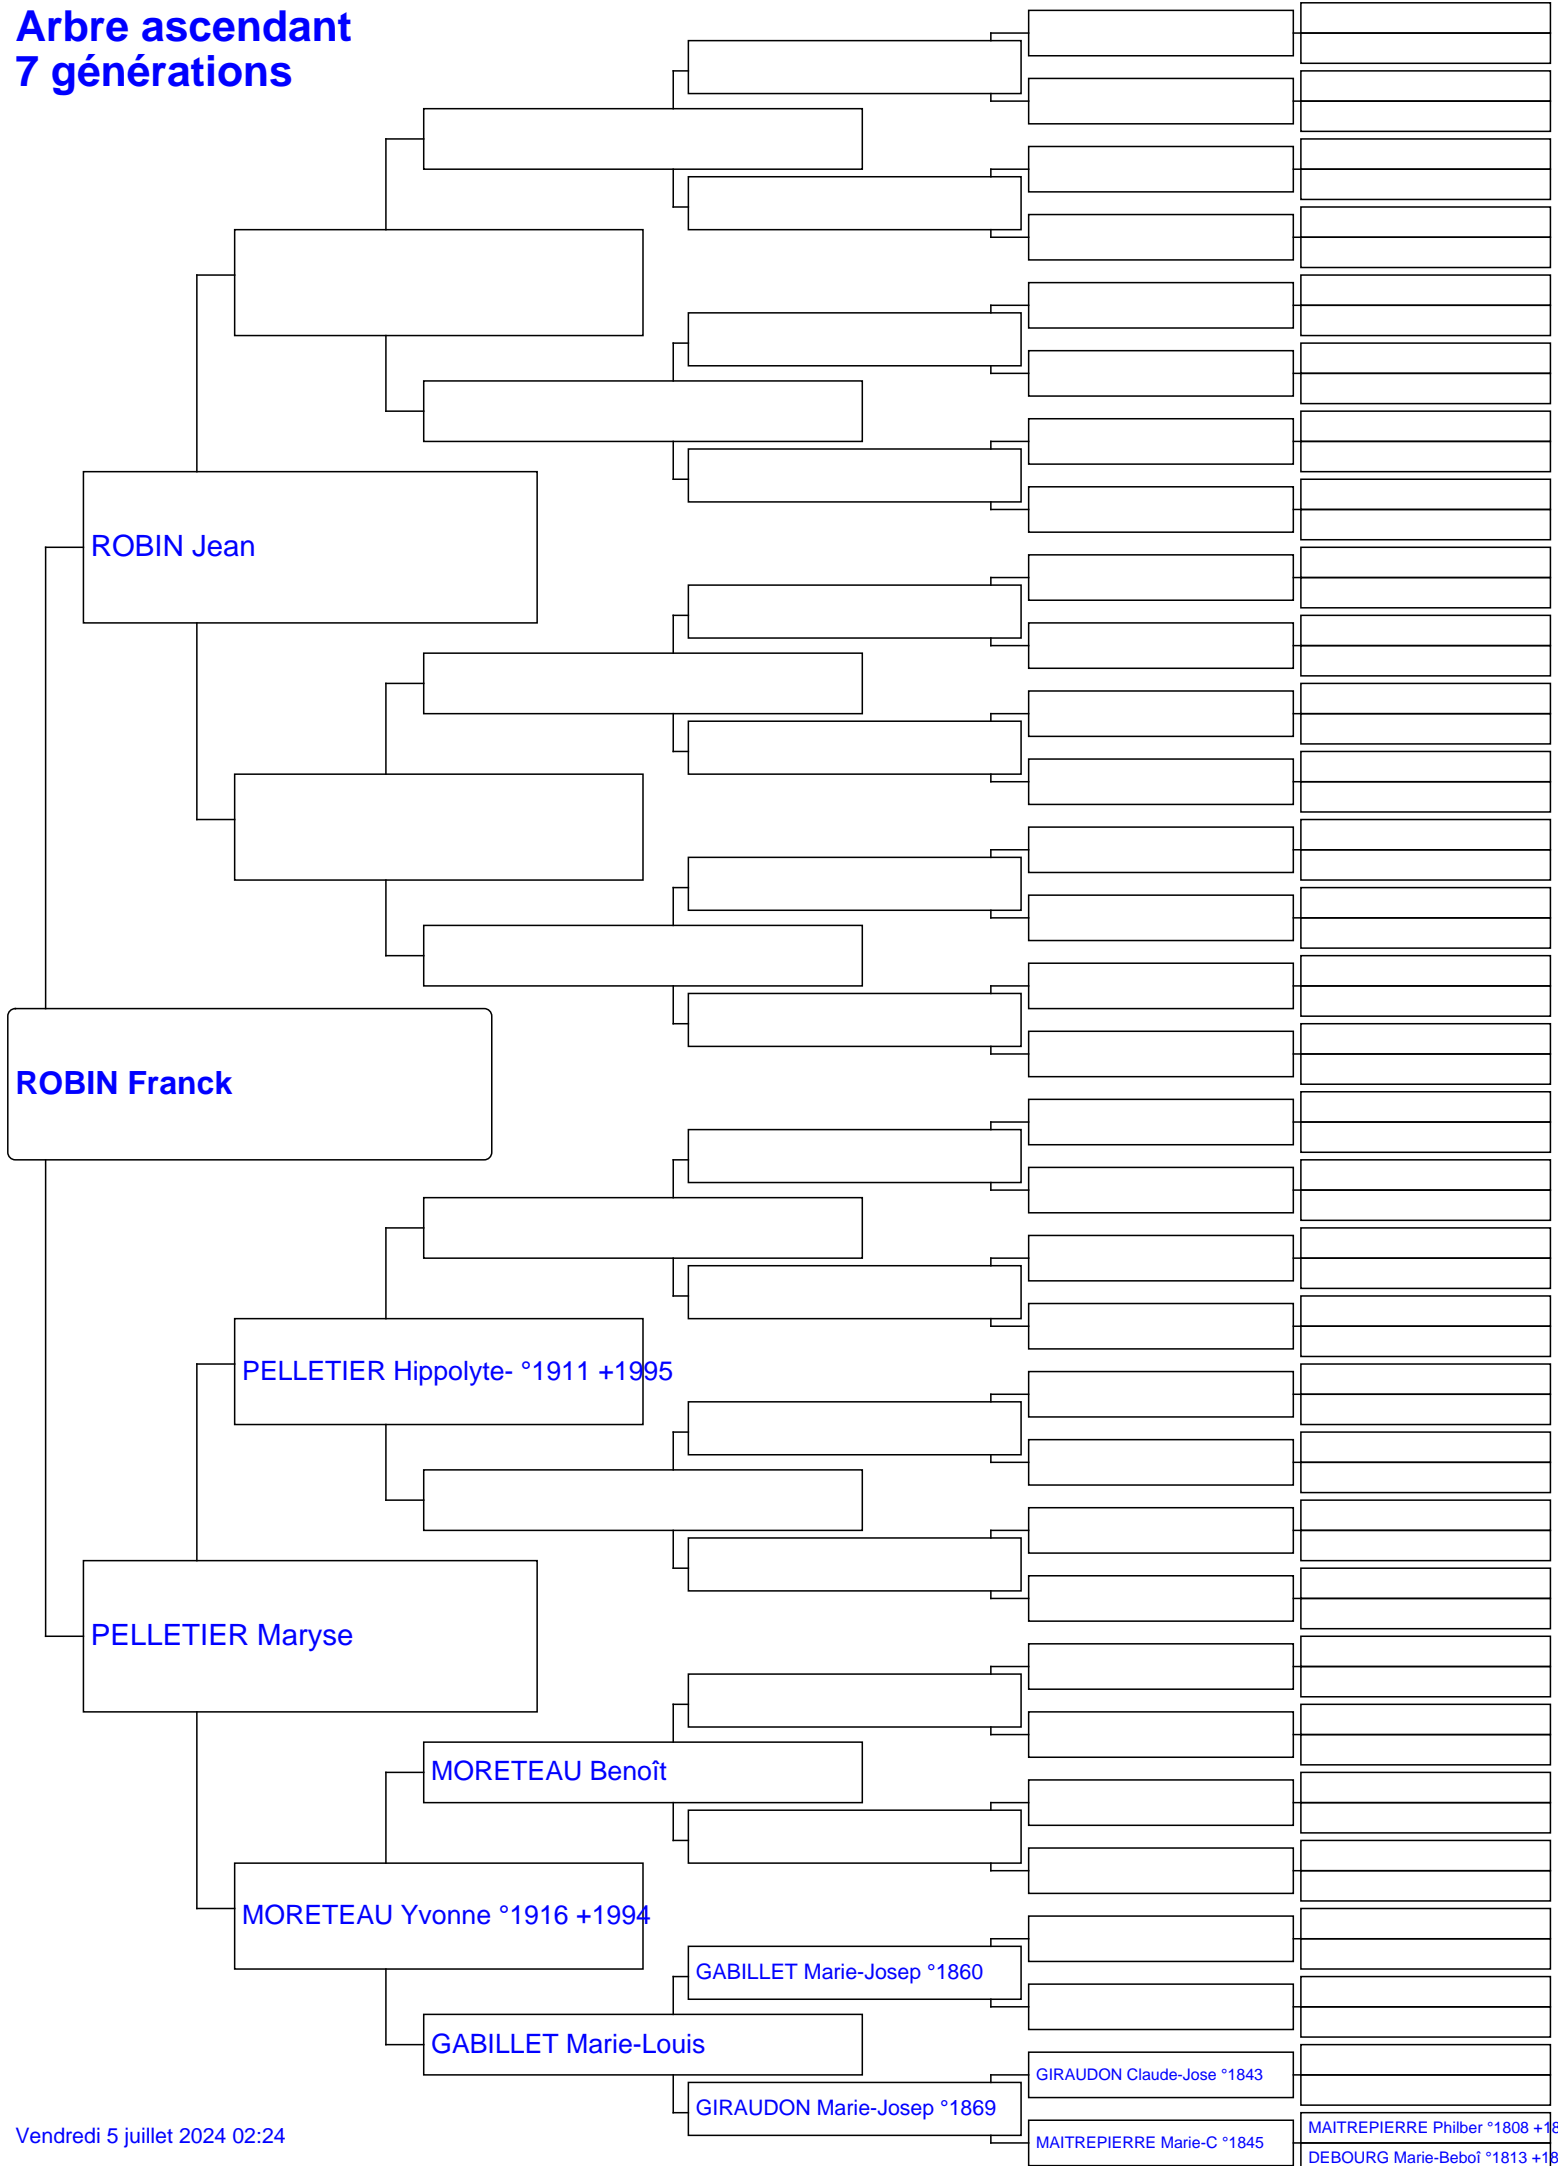 Arbre ascendant
7 générations
ROBIN Jean
ROBIN Franck
PELLETIER Hippolyte- °1911 +1995
PELLETIER Maryse
MORETEAU Benoît
MORETEAU Yvonne °1916 +1994
GABILLET Marie-Josep °1860
GABILLET Marie-Louis
GIRAUDON Claude-Jose °1843
GIRAUDON Marie-Josep °1869
MAITREPIERRE Philber °1808 +18
MAITREPIERRE Marie-C °1845
DEBOURG Marie-Beboî °1813 +18
Vendredi 5 juillet 2024 02:24